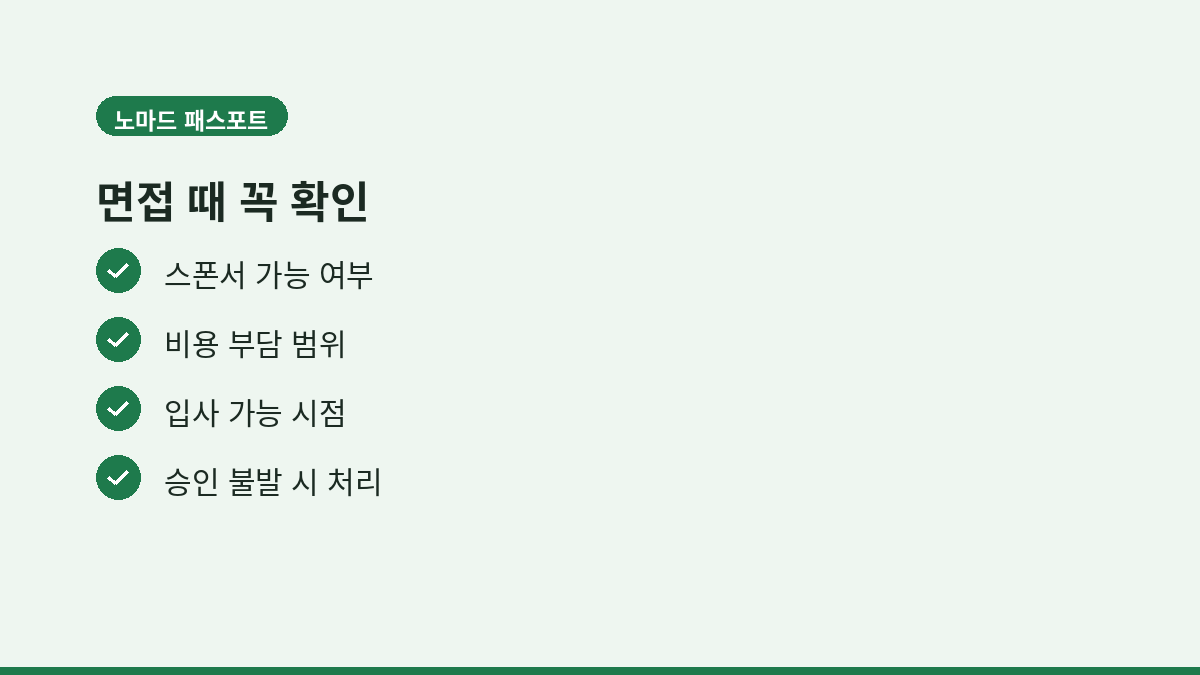 노마드 패스포트
면접 때 꼭 확인
스폰서 가능 여부
비용 부담 범위
입사 가능 시점
승인 불발 시 처리